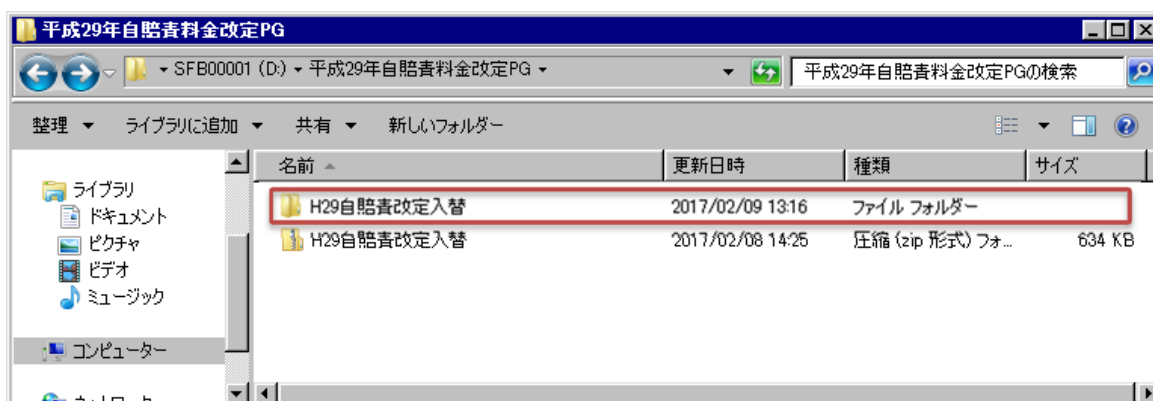 平成29年自賠責料金改定PG
SFB00001 (D:) 平成29年自賠責料金改定PG
平成29年自賠責料金改定PGの検索
整理 ライブラリに追加 共有 新しいフォルダー
名前 更新日時 種類 サイズ
ライブラリ
ドキュメント
ピクチャ
ビデオ
ミュージック
コンピューター
H29自賠責改定入替 2017/02/09 13:16 ファイル フォルダー
H29自賠責改定入替 2017/02/08 14:25 圧縮 (zip 形式) フォ... 634 KB